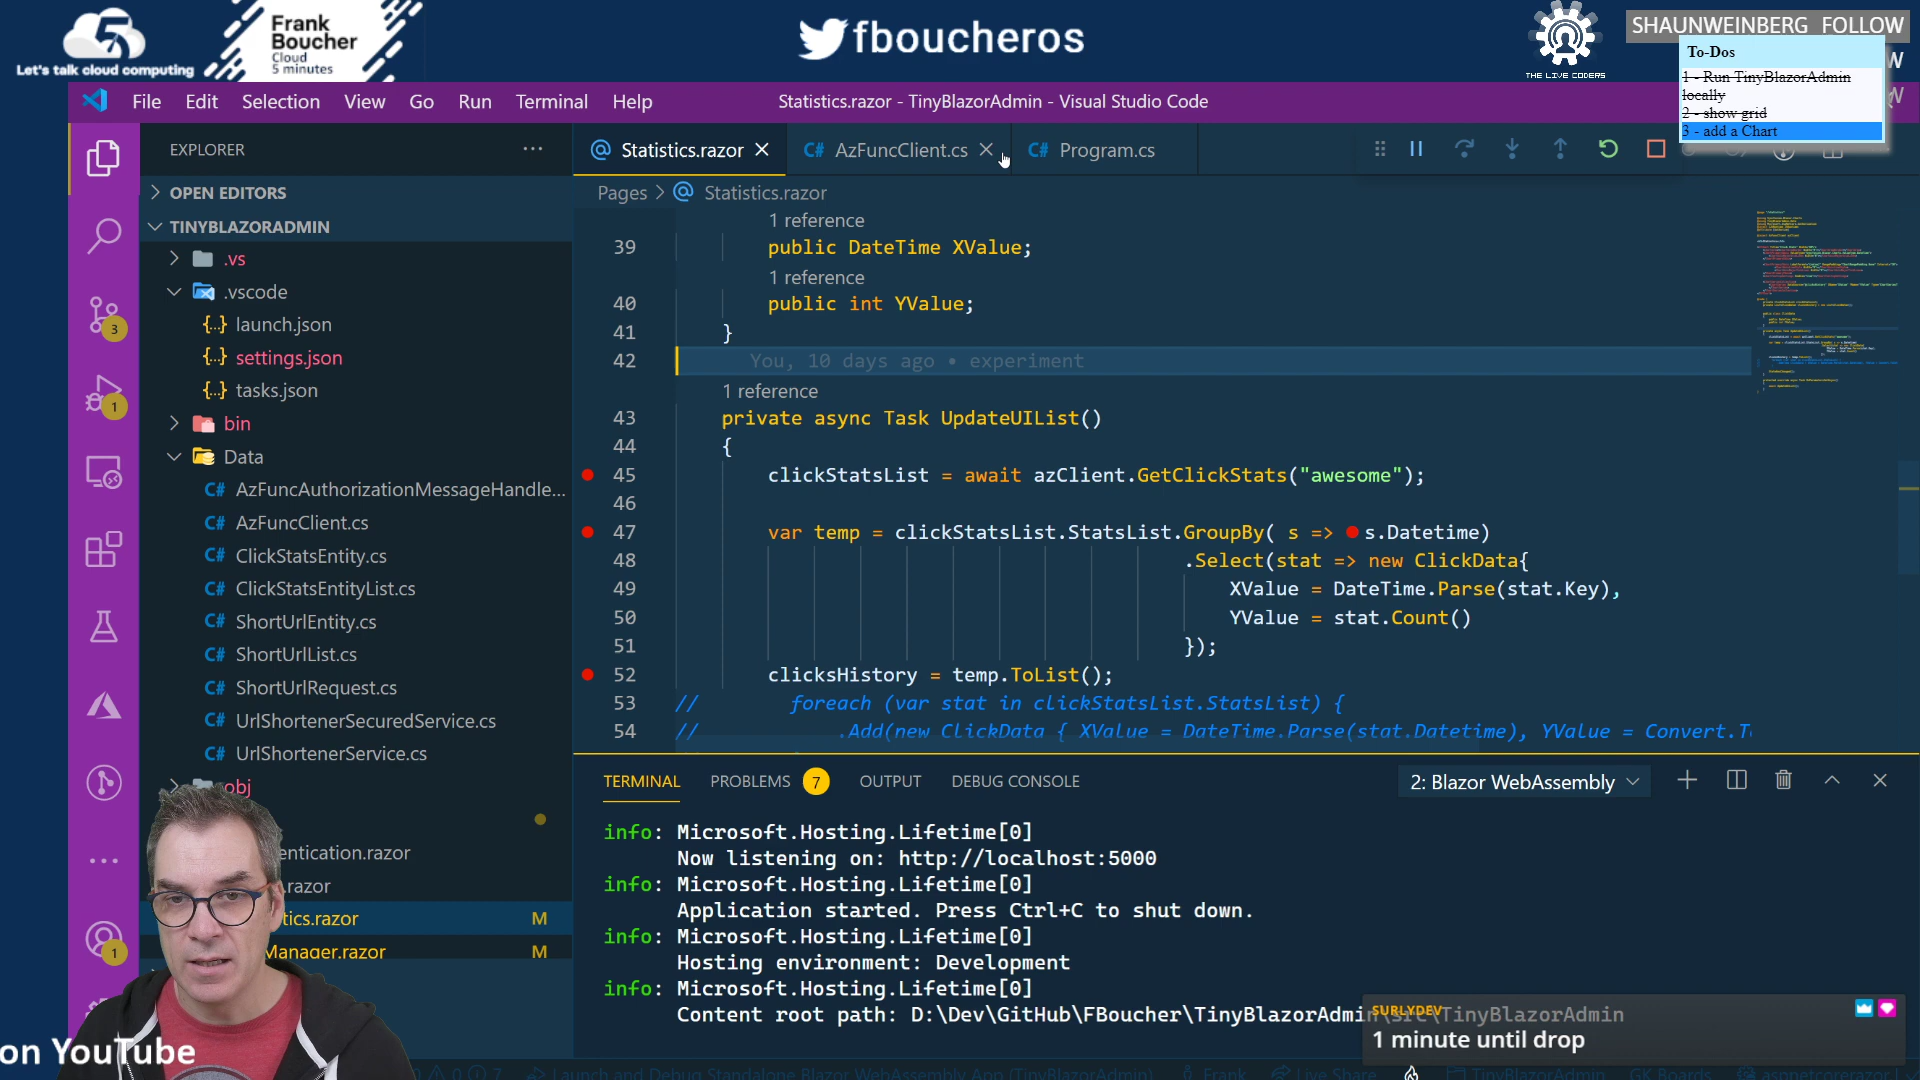 Let's talk cloud computing
5
Frank
Boucher
Cloud
5 minutes
fboucheros
THE LIVE CODERS
SHAUNWEINBERG FOLLOW
To-Dos
1 - Run TinyBlazorAdmin
locally
2 - show grid
3 - add a Chart
File Edit Selection View Go Run Terminal Help
Statistics.razor - TinyBlazorAdmin - Visual Studio Code
EXPLORER
OPEN EDITORS
TINYBLAZORADMIN
.vs
.vscode
{..} launch.json
{..} settings.json
{..} tasks.json
bin
Data
C# AzFuncAuthorizationMessageHandle...
C# AzFuncClient.cs
C# ClickStatsEntity.cs
C# ClickStatsEntityList.cs
C# ShortUrlEntity.cs
C# ShortUrlList.cs
C# ShortUrlRequest.cs
C# UrlShortenerSecuredService.cs
C# UrlShortenerService.cs
obj
entication.razor
.razor
tics.razor M
Manager.razor M
3
1
1
Statistics.razor
C# AzFuncClient.cs
C# Program.cs
Pages > Statistics.razor
1 reference
39 public DateTime XValue;
1 reference
40 public int YValue;
41 }
42 You, 10 days ago • experiment
1 reference
43 private async Task UpdateUIList()
44 {
45 clickStatsList = await azClient.GetClickStats("awesome");
46
47 var temp = clickStatsList.StatsList.GroupBy( s => s.Datetime)
48 .Select(stat => new ClickData{
49 XValue = DateTime.Parse(stat.Key),
50 YValue = stat.Count()
51 });
52 clicksHistory = temp.ToList();
53 // foreach (var stat in clickStatsList.StatsList) {
54 // .Add(new ClickData { XValue = DateTime.Parse(stat.Datetime), YValue = Convert.T
TERMINAL PROBLEMS 7 OUTPUT DEBUG CONSOLE
2: Blazor WebAssembly
info: Microsoft.Hosting.Lifetime[0]
Now listening on: http://localhost:5000
info: Microsoft.Hosting.Lifetime[0]
Application started. Press Ctrl+C to shut down.
info: Microsoft.Hosting.Lifetime[0]
Hosting environment: Development
info: Microsoft.Hosting.Lifetime[0]
Content root path: D:\Dev\GitHub\FBoucher\TinyBlazorAdmin\src\TinyBlazorAdmin
SURLYDEV
1 minute until drop
on YouTube
Launch and Debug Standalone Blazor WebAssembly App (TinyBlazorAdmin) Frank Live Share TinyBlazorAdmin GK Boards aspnetcorerazor